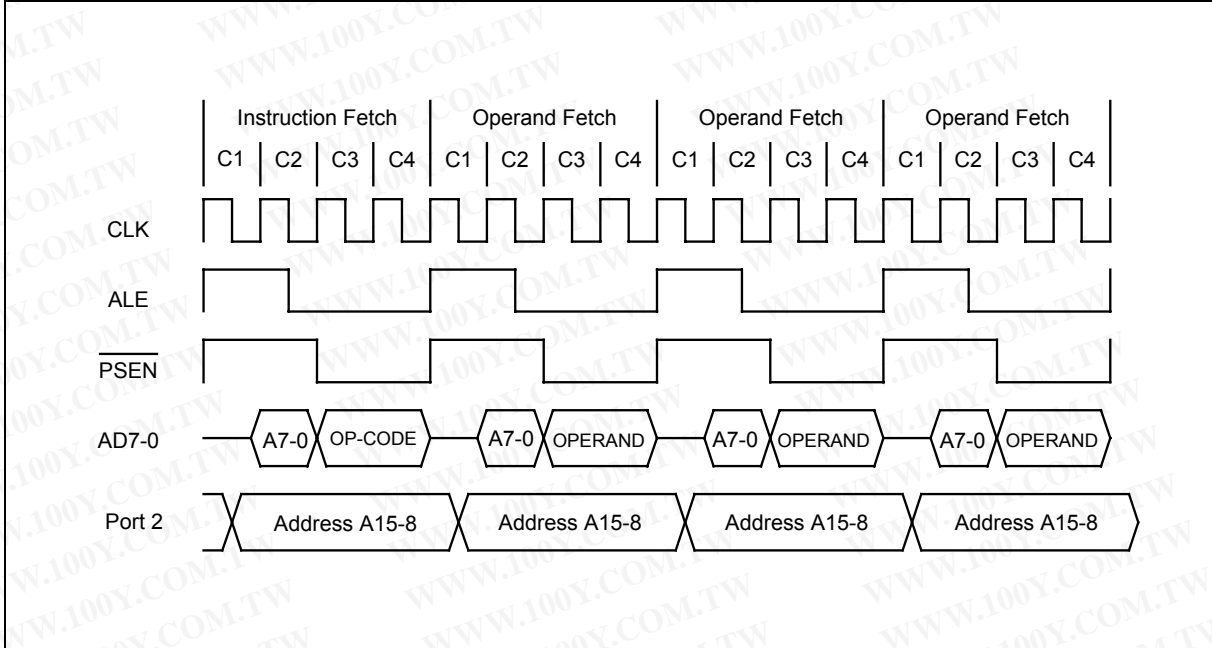 Instruction Fetch Operand Fetch Operand Fetch Operand Fetch
C1 C2 C3 C4 C1 C2 C3 C4 C1 C2 C3 C4 C1 C2 C3 C4
CLK
ALE
PSEN
AD7-0 A7-0 OP-CODE A7-0 OPERAND A7-0 OPERAND A7-0 OPERAND
Port 2 Address A15-8 Address A15-8 Address A15-8 Address A15-8
WWW.100Y.COM.TW